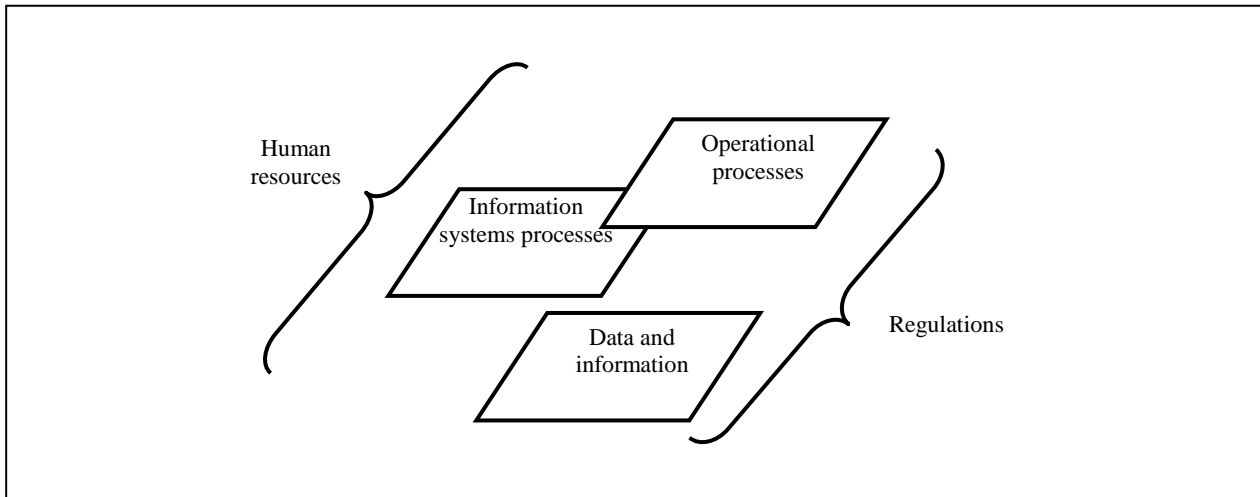 Human
resources
Operational
processes
Information
systems processes
Data and
information
Regulations